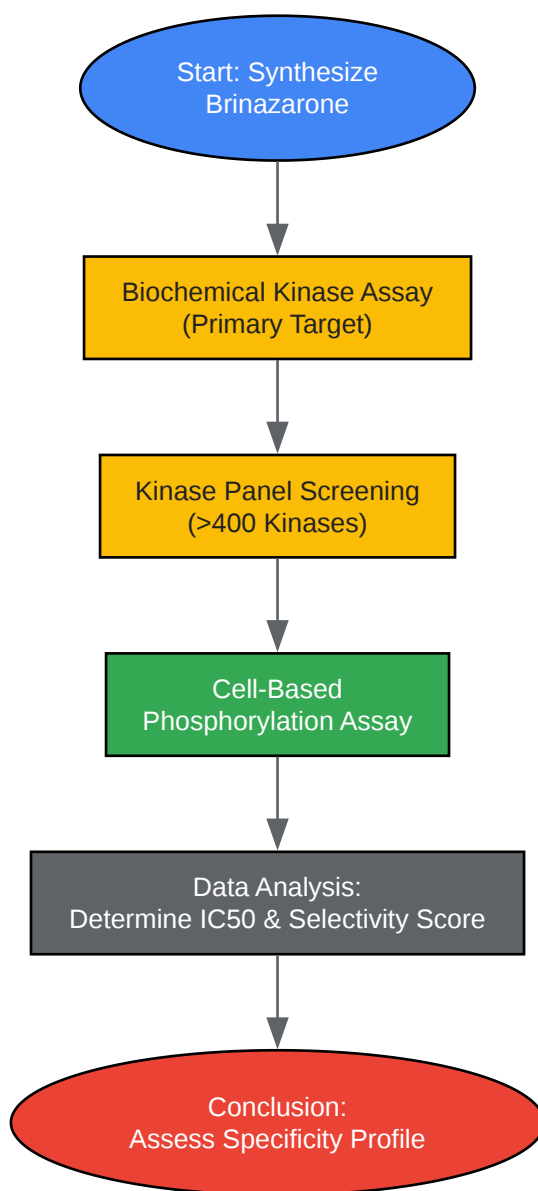 Start: Synthesize
Brinazarone
Biochemical Kinase Assay
(Primary Target)
Kinase Panel Screening
(>400 Kinases)
Cell-Based
Phosphorylation Assay
Data Analysis:
Determine IC50 & Selectivity Score
Conclusion:
Assess Specificity Profile